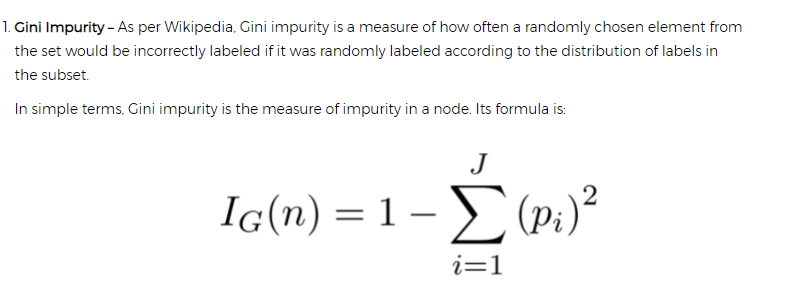 1. Gini Impurity – As per Wikipedia, Gini impurity is a measure of how often a randomly chosen element from
the set would be incorrectly labeled if it was randomly labeled according to the distribution of labels in
the subset.
In simple terms, Gini impurity is the measure of impurity in a node. Its formula is:
J
I_G(n) = 1 − ∑ (p_i)²
i=1